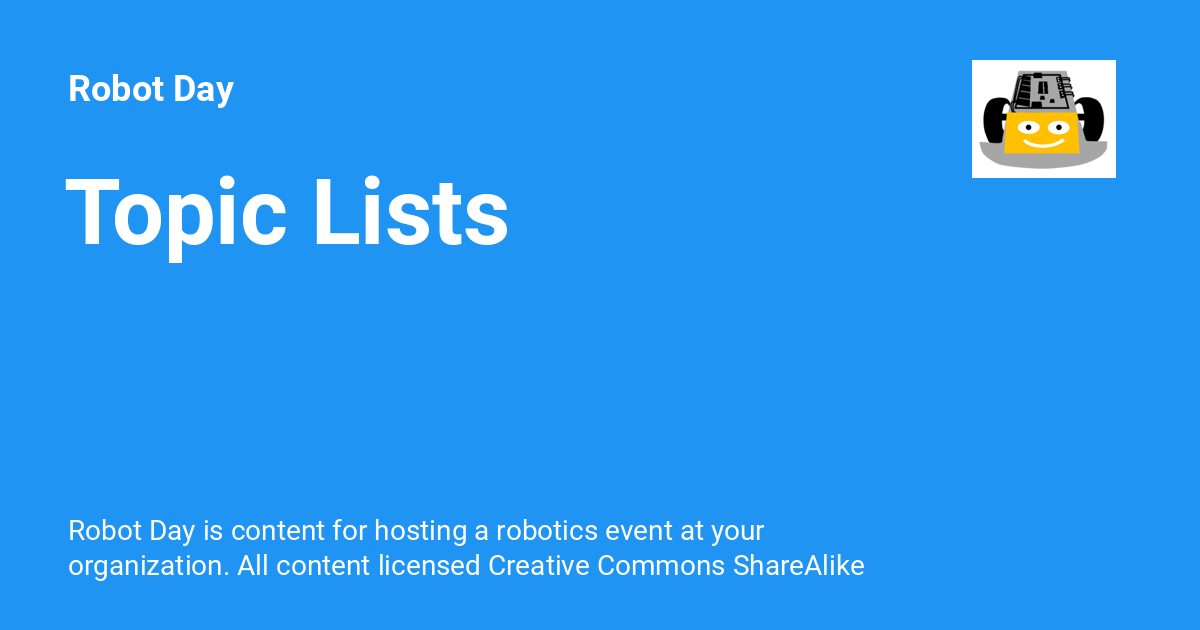 Robot Day
Topic Lists
Robot Day is content for hosting a robotics event at your
organization. All content licensed Creative Commons ShareAlike